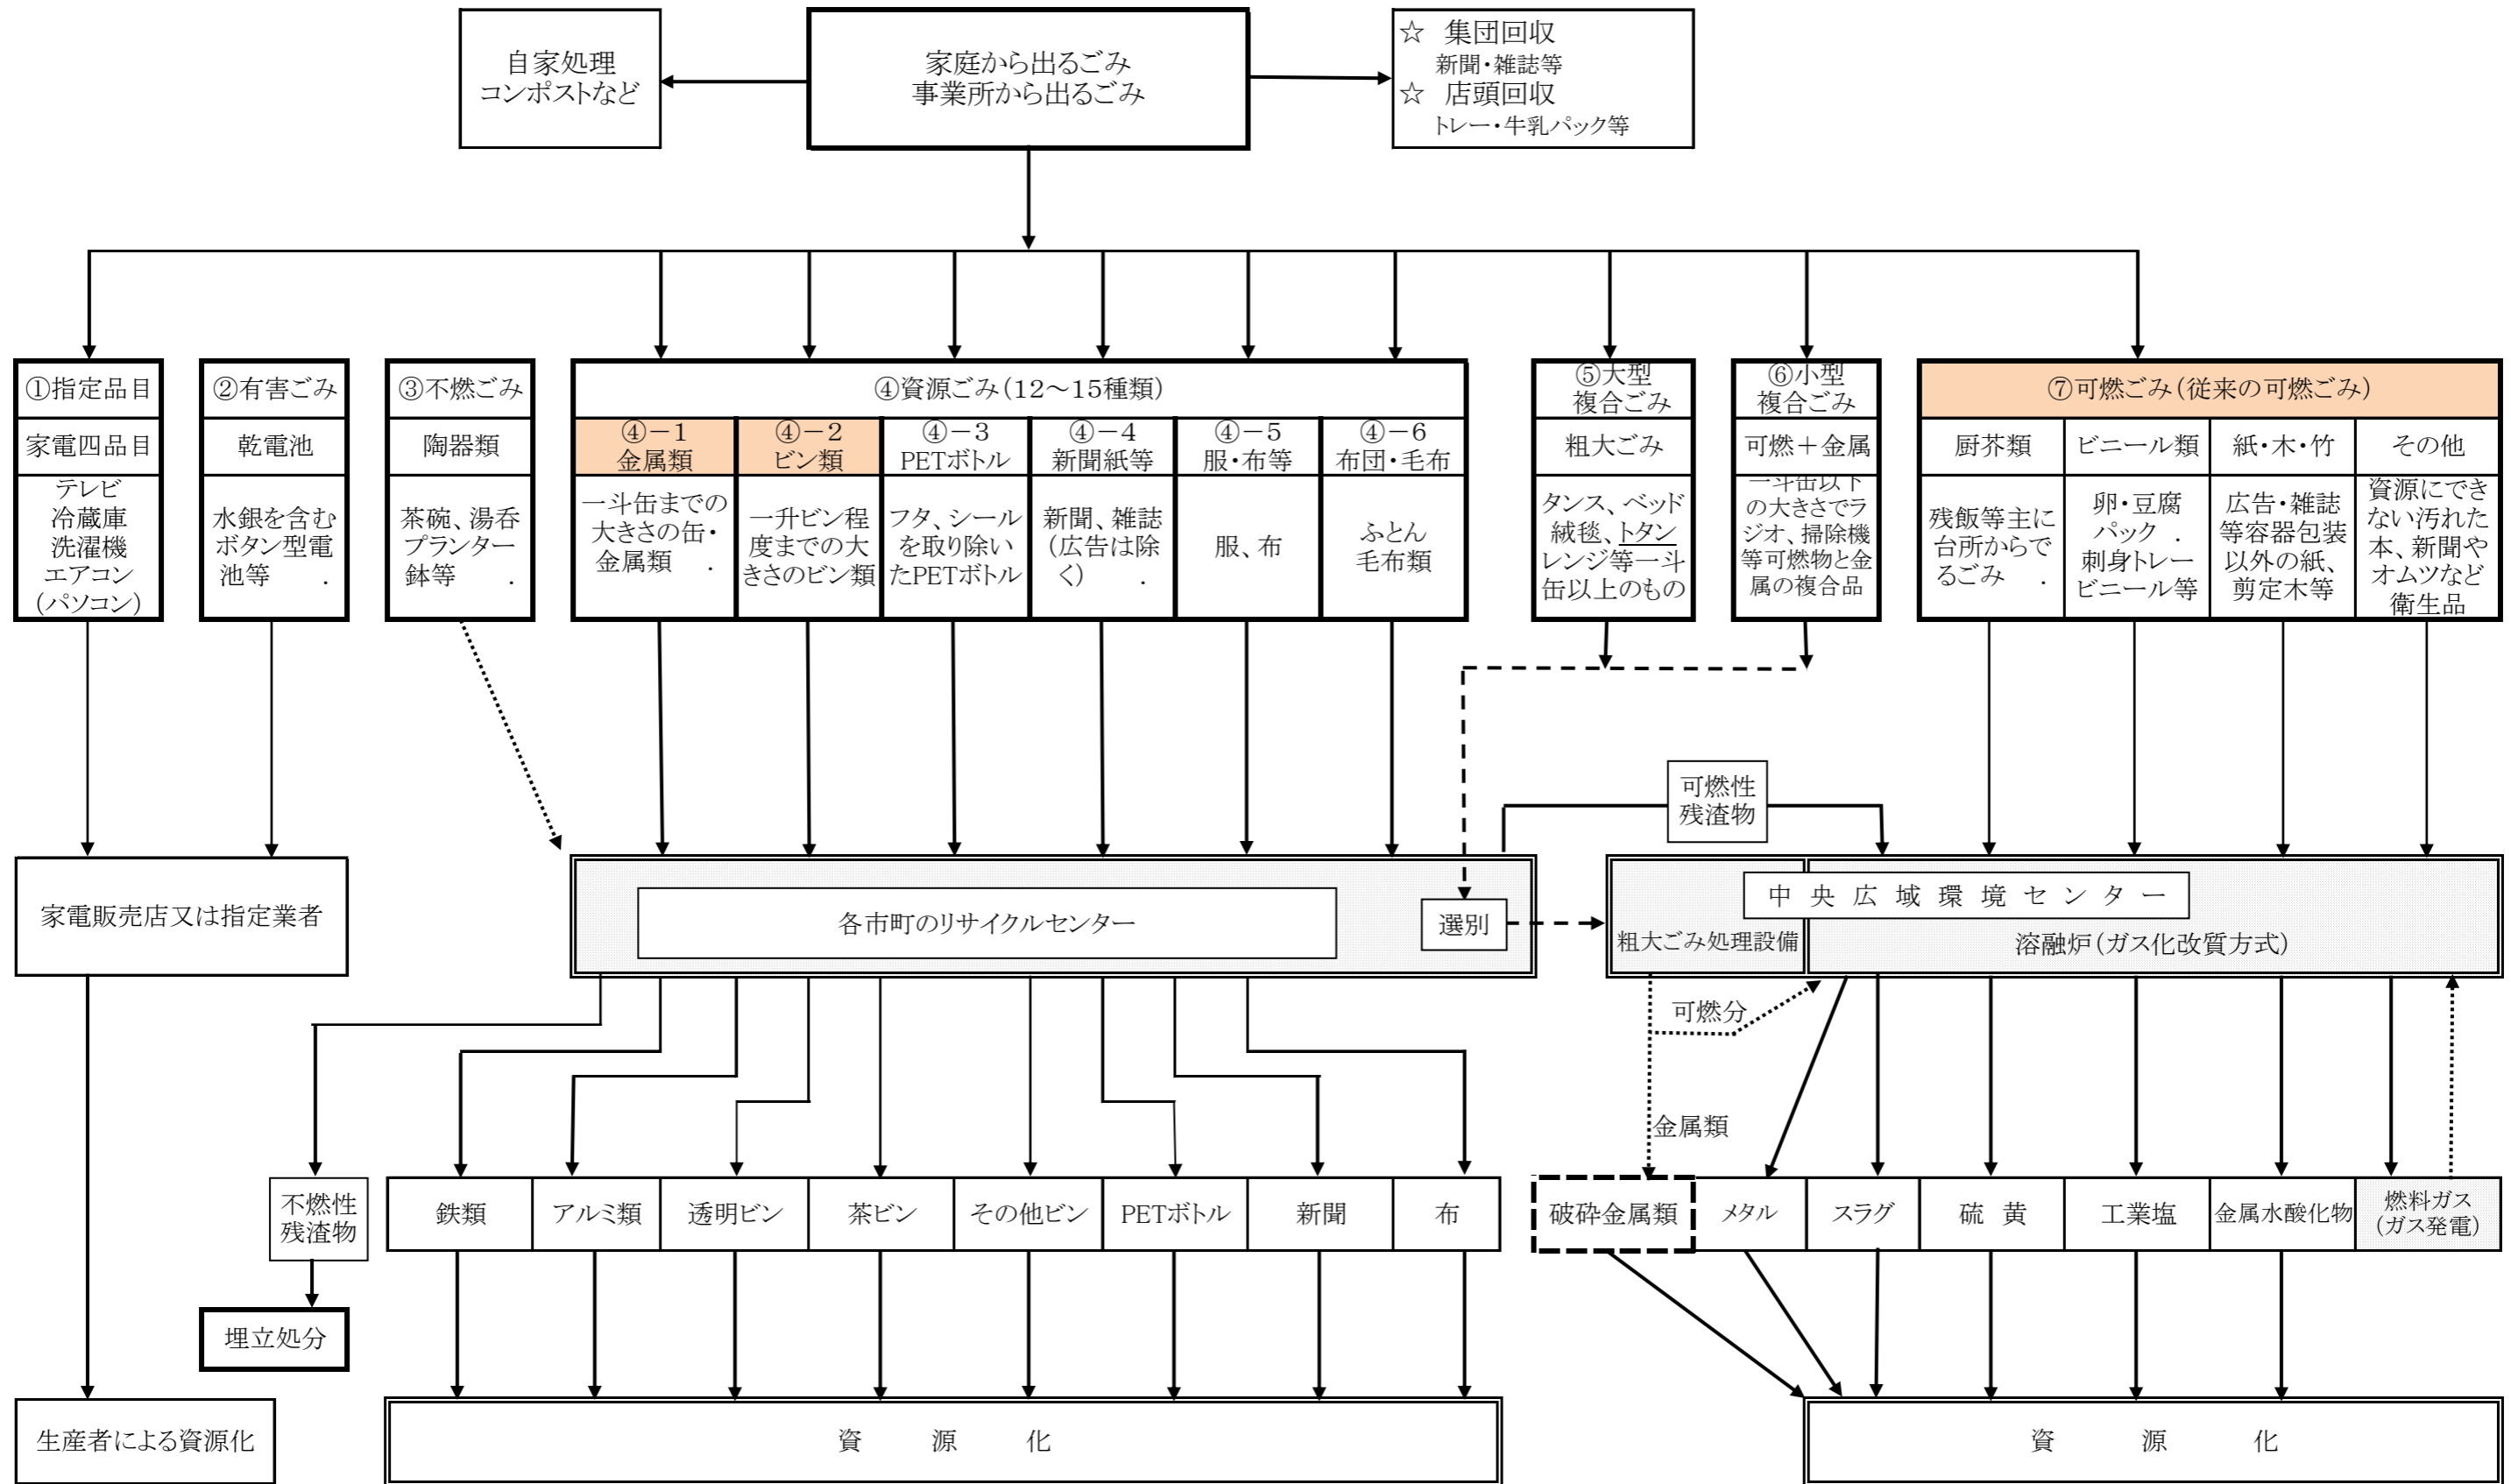 自家処理
コンポストなど
家庭から出るごみ
事業所から出るごみ
☆ 集団回収
新聞・雑誌等
☆ 店頭回収
トレー・牛乳パック等
①指定品目
家電四品目
テレビ
冷蔵庫
洗濯機
エアコン
(パソコン)
②有害ごみ
乾電池
水銀を含む
ボタン型電
池等 .
③不燃ごみ
陶器類
茶碗、湯呑
プランター
鉢等 .
④資源ごみ(12～15種類)
④－1
金属類
一斗缶までの
大きさの缶・
金属類 .
④－2
ビン類
一升ビン程
度までの大
きさのビン類
④－3
PETボトル
フタ、シール
を取り除い
たPETボトル
④－4
新聞紙等
新聞、雑誌
(広告は除
く) .
④－5
服・布等
服、布
④－6
布団・毛布
ふとん
毛布類
⑤大型
複合ごみ
粗大ごみ
タンス、ベッド
絨毯、トタン
レンジ等一斗
缶以上のもの
⑥小型
複合ごみ
可燃＋金属
一斗缶以下
の大きさでラ
ジオ、掃除機
等可燃物と金
属の複合品
⑦可燃ごみ(従来の可燃ごみ)
厨芥類
残飯等主に
台所からで
るごみ .
ビニール類
卵・豆腐
パック .
刺身トレー
ビニール等
紙・木・竹
広告・雑誌
等容器包装
以外の紙、
剪定木等
その他
資源にでき
ない汚れた
本、新聞や
オムツなど
衛生品
可燃性
残渣物
家電販売店又は指定業者
各市町のリサイクルセンター
選別
中央広域環境センター
粗大ごみ処理設備
溶融炉(ガス化改質方式)
可燃分
金属類
不燃性
残渣物
鉄類
アルミ類
透明ビン
茶ビン
その他ビン
PETボトル
新聞
布
破砕金属類
メタル
スラグ
硫 黄
工業塩
金属水酸化物
燃料ガス
(ガス発電)
埋立処分
生産者による資源化
資 源 化
資 源 化